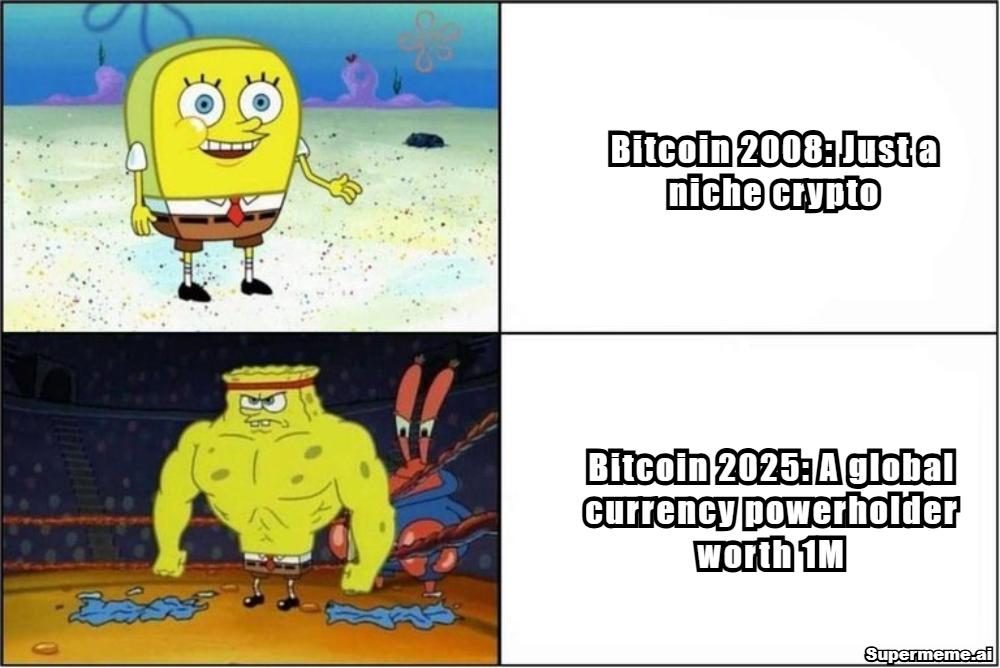 Bitcoin 2008: Just a
niche crypto
Bitcoin 2025: A global
currency powerholder
worth 1M
Supermeme.ai